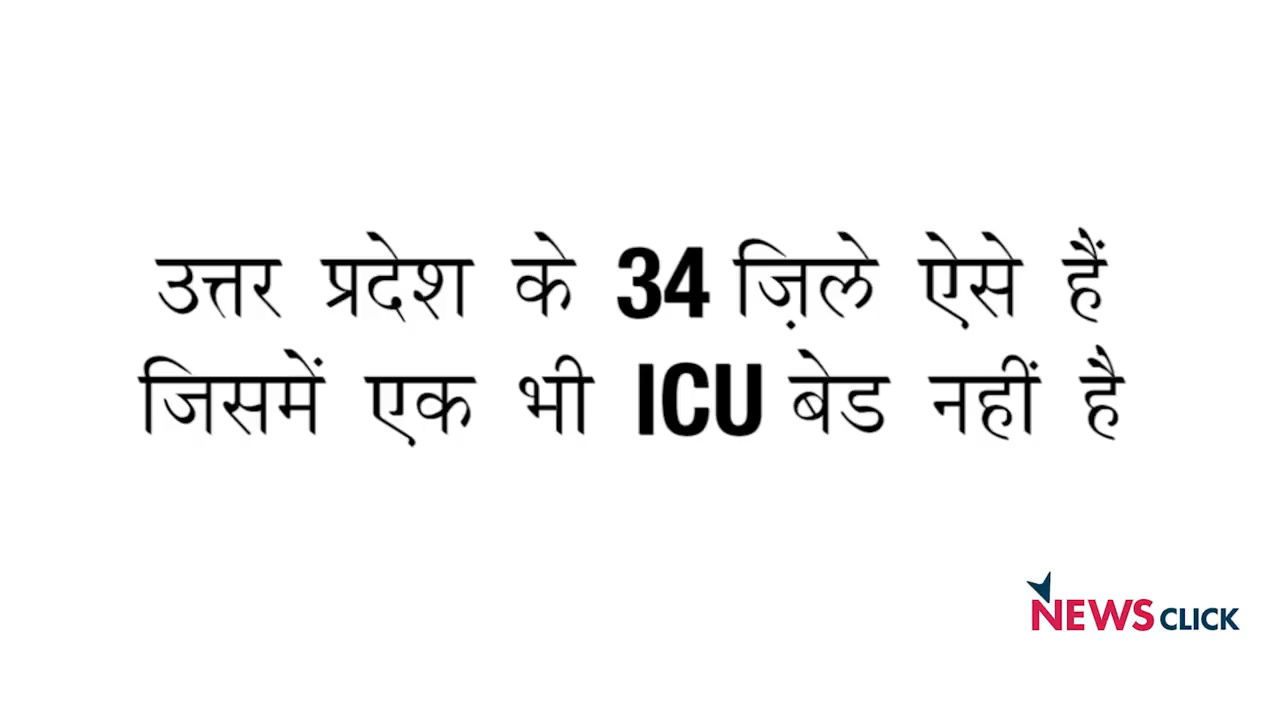 उत्तर प्रदेश के 34 ज़िले ऐसे हैं
जिसमें एक भी ICU बेड नहीं है
NEWSCLICK